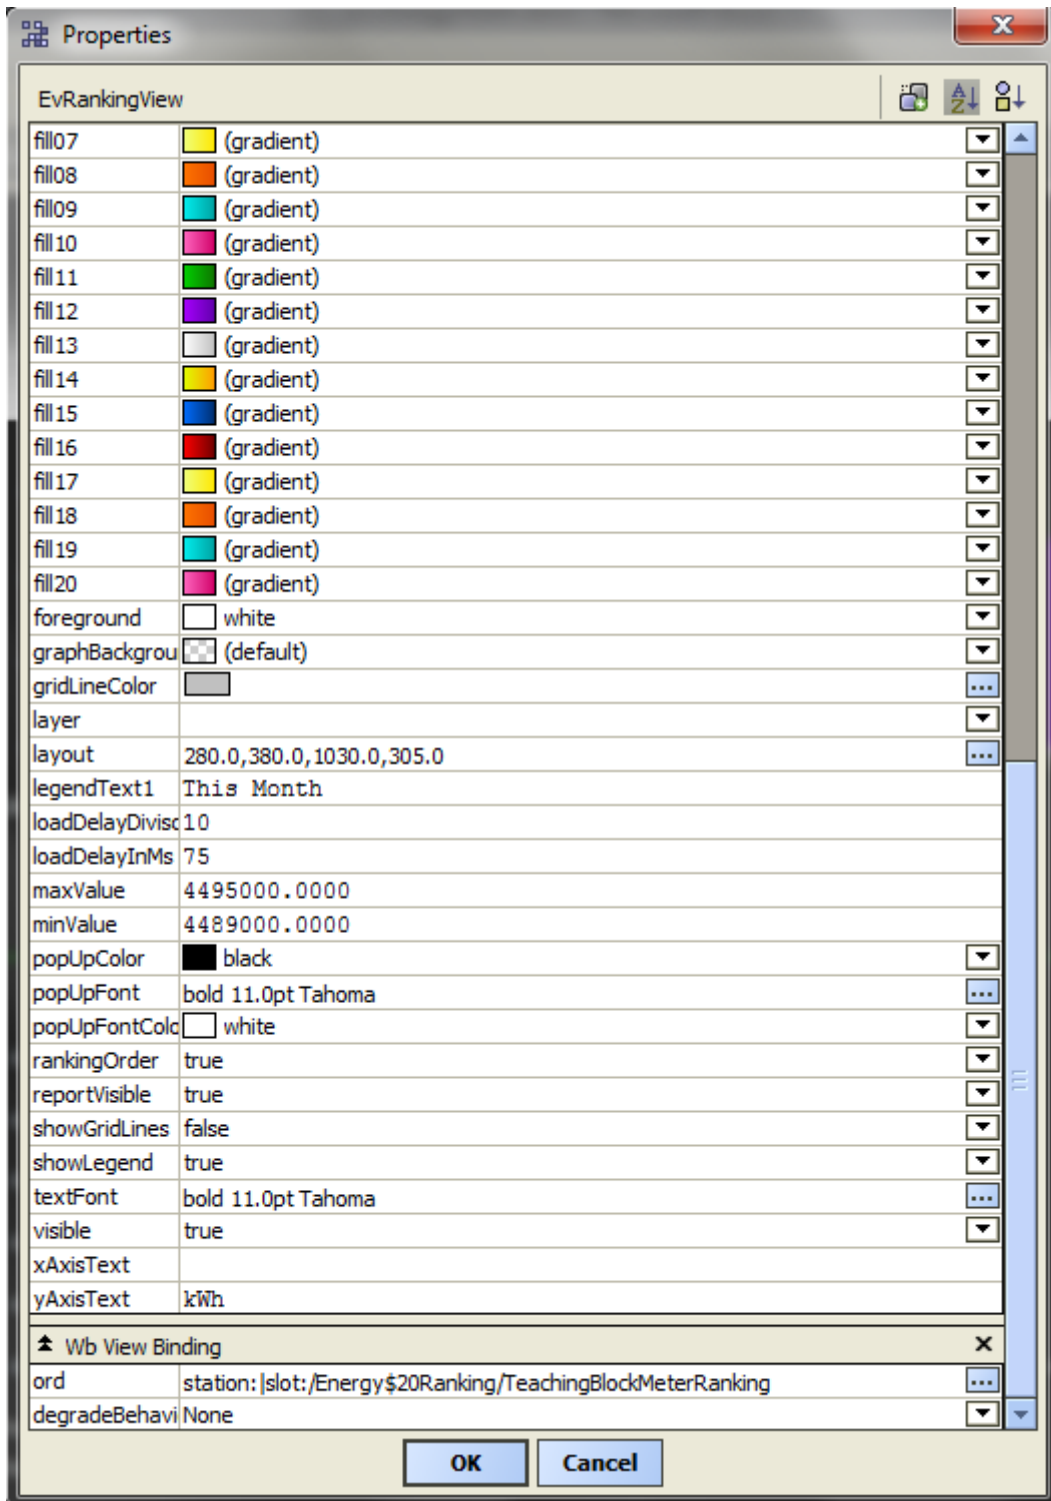 Properties
EvRankingView
fill07 (gradient)
fill08 (gradient)
fill09 (gradient)
fill10 (gradient)
fill11 (gradient)
fill12 (gradient)
fill13 (gradient)
fill14 (gradient)
fill15 (gradient)
fill16 (gradient)
fill17 (gradient)
fill18 (gradient)
fill19 (gradient)
fill20 (gradient)
foreground white
graphBackgrou (default)
gridLineColor
layer
layout 280.0,380.0,1030.0,305.0
legendText1 This Month
loadDelayDiviso 10
loadDelayInMs 75
maxValue 4495000.0000
minValue 4489000.0000
popUpColor black
popUpFont bold 11.0pt Tahoma
popUpFontColo white
rankingOrder true
reportVisible true
showGridLines false
showLegend true
textFont bold 11.0pt Tahoma
visible true
xAxisText
yAxisText kWh
Wb View Binding
ord station:|slot:/Energy$20Ranking/TeachingBlockMeterRanking
degradeBehavi None
OK Cancel